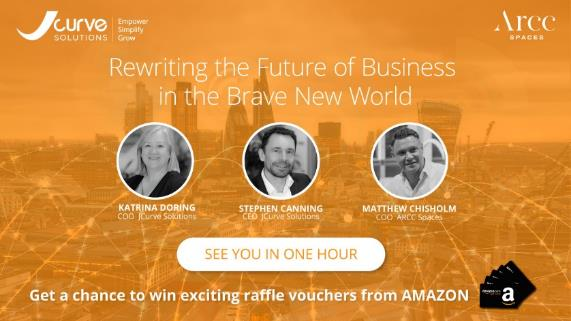 JCurve
SOLUTIONS
Empower
Simplify
Grow
Arcc
SPACES
Rewriting the Future of Business
in the Brave New World
KATRINA DORING
COO JCurve Solutions
STEPHEN CANNING
CEO JCurve Solutions
MATTHEW CHISHOLM
COO ARCC Spaces
SEE YOU IN ONE HOUR
Get a chance to win exciting raffle vouchers from AMAZON
a